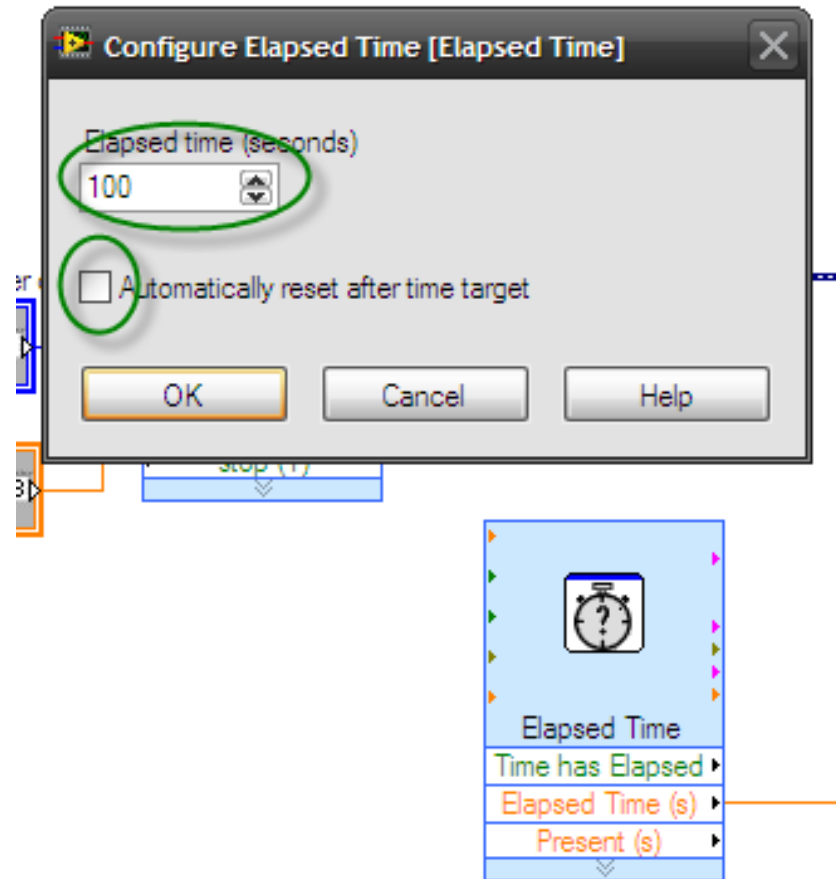 Configure Elapsed Time [Elapsed Time]
Elapsed time (seconds)
100
Automatically reset after time target
OK Cancel Help
stop (T)
Elapsed Time
Time has Elapsed
Elapsed Time (s)
Present (s)